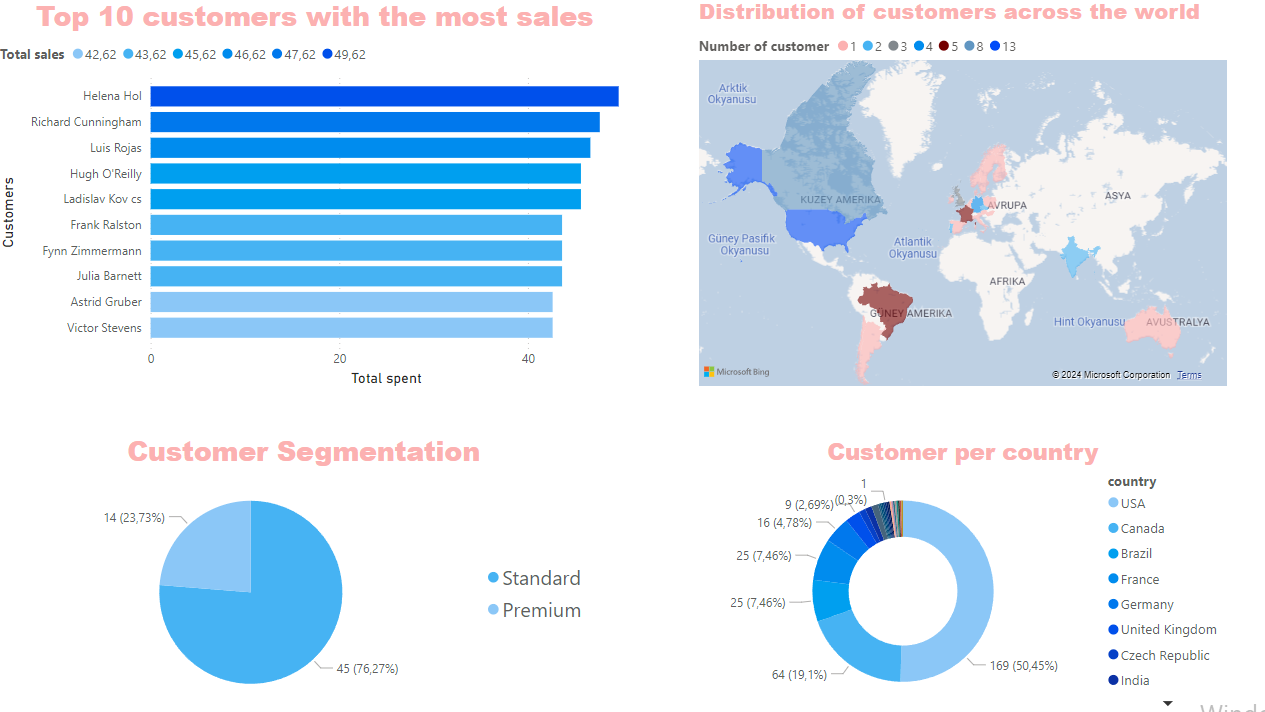 Top 10 customers with the most sales
Total sales 42,62 43,62 45,62 46,62 47,62 49,62
Customers
Helena Hol
Richard Cunningham
Luis Rojas
Hugh O'Reilly
Ladislav Kov cs
Frank Ralston
Fynn Zimmermann
Julia Barnett
Astrid Gruber
Victor Stevens
0 20 40
Total spent
Distribution of customers across the world
Number of customer 1 2 3 4 5 8 13
Arktik
Okyanusu
KUZEY AMERIKA
AVRUPA
ASYA
Güney Pasifik
Okyanusu
Atlantik
Okyanusu
AFRIKA
GÜNEY AMERIKA
Hint Okyanusu
AVUSTRALYA
Microsoft Bing
© 2024 Microsoft Corporation Terms
Customer Segmentation
14 (23,73%)
45 (76,27%)
Standard
Premium
Customer per country
1
(0,3%)
9 (2,69%)
16 (4,78%)
25 (7,46%)
25 (7,46%)
64 (19,1%)
169 (50,45%)
country
USA
Canada
Brazil
France
Germany
United Kingdom
Czech Republic
India